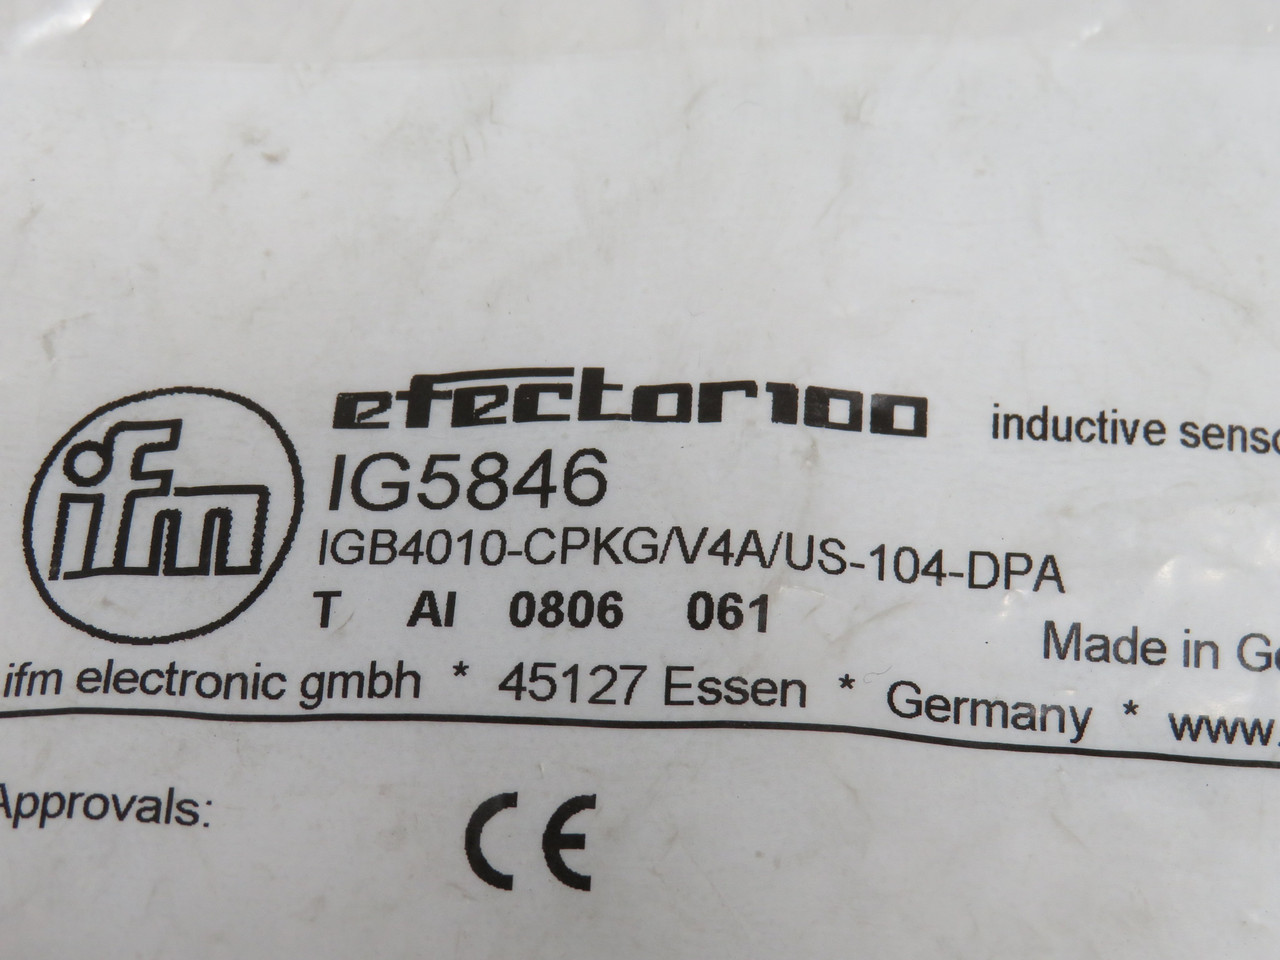 efector100 inductive senso
ifm
IG5846
IGB4010-CPKG/V4A/US-104-DPA
T AI 0806 061
Made in Ge
ifm electronic gmbh * 45127 Essen * Germany * www.
Approvals: CE